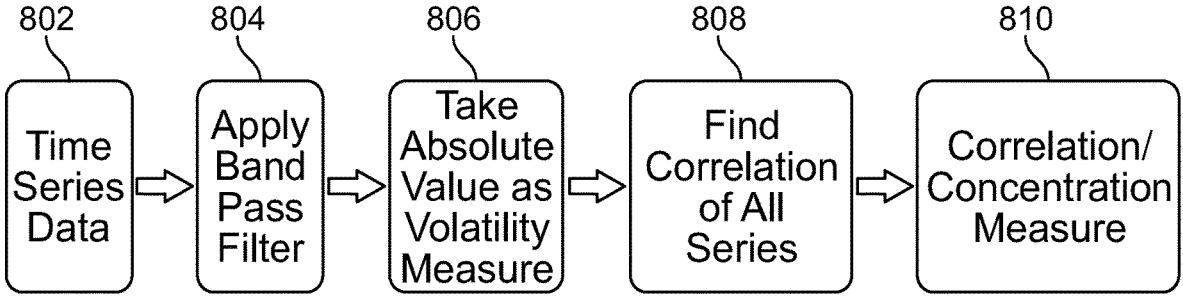 802
804
806
808
810
Time
Series
Data
Apply
Band
Pass
Filter
Take
Absolute
Value as
Volatility
Measure
Find
Correlation
of All
Series
Correlation/
Concentration
Measure